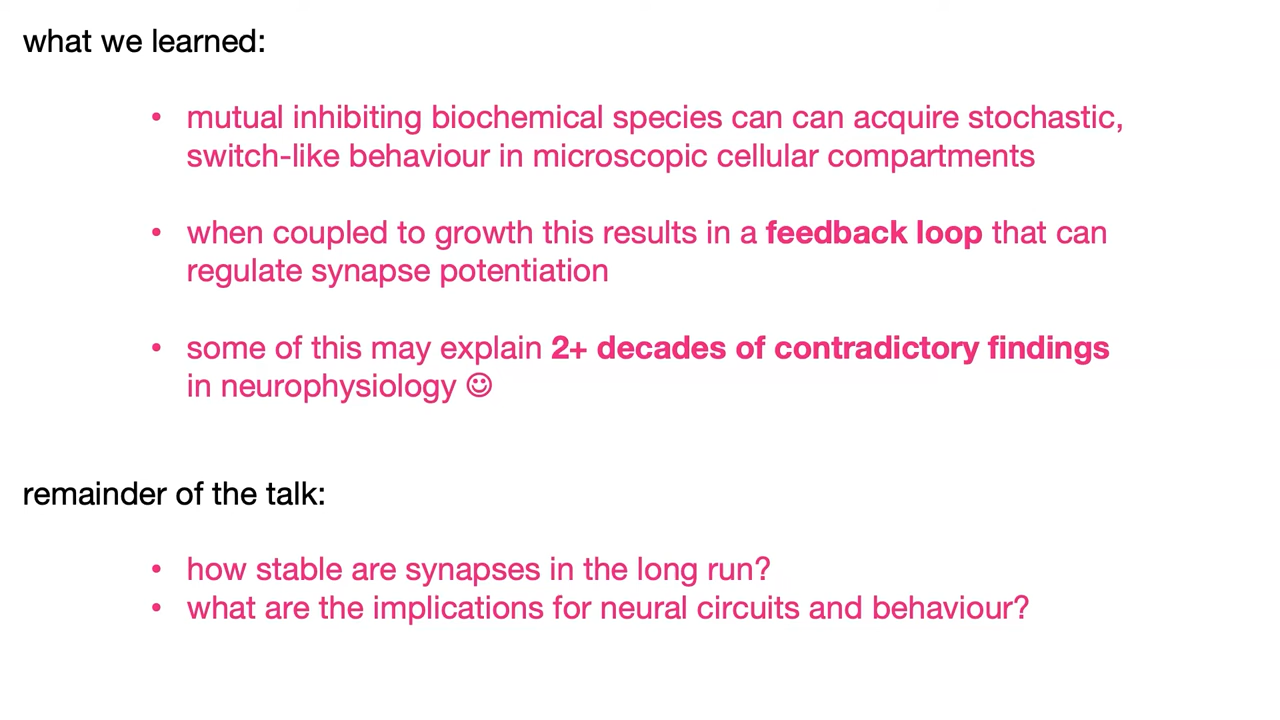 what we learned:
• mutual inhibiting biochemical species can can acquire stochastic,
switch-like behaviour in microscopic cellular compartments
• when coupled to growth this results in a feedback loop that can
regulate synapse potentiation
• some of this may explain 2+ decades of contradictory findings
in neurophysiology ☺
remainder of the talk:
• how stable are synapses in the long run?
• what are the implications for neural circuits and behaviour?